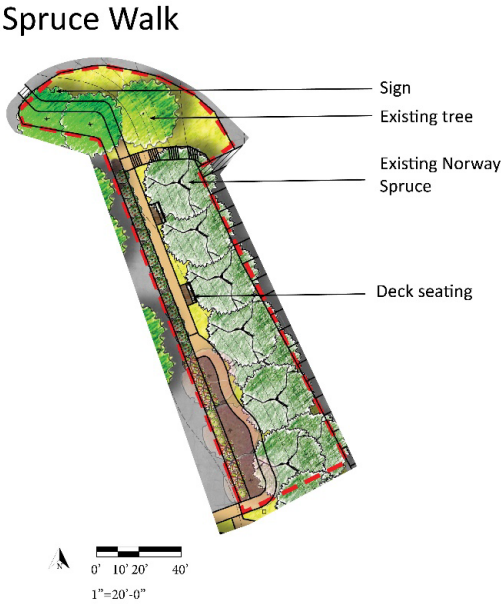 Spruce Walk
Sign
Existing tree
Existing Norway
Spruce
Deck seating
N
0' 10' 20' 40'
1"=20'-0"